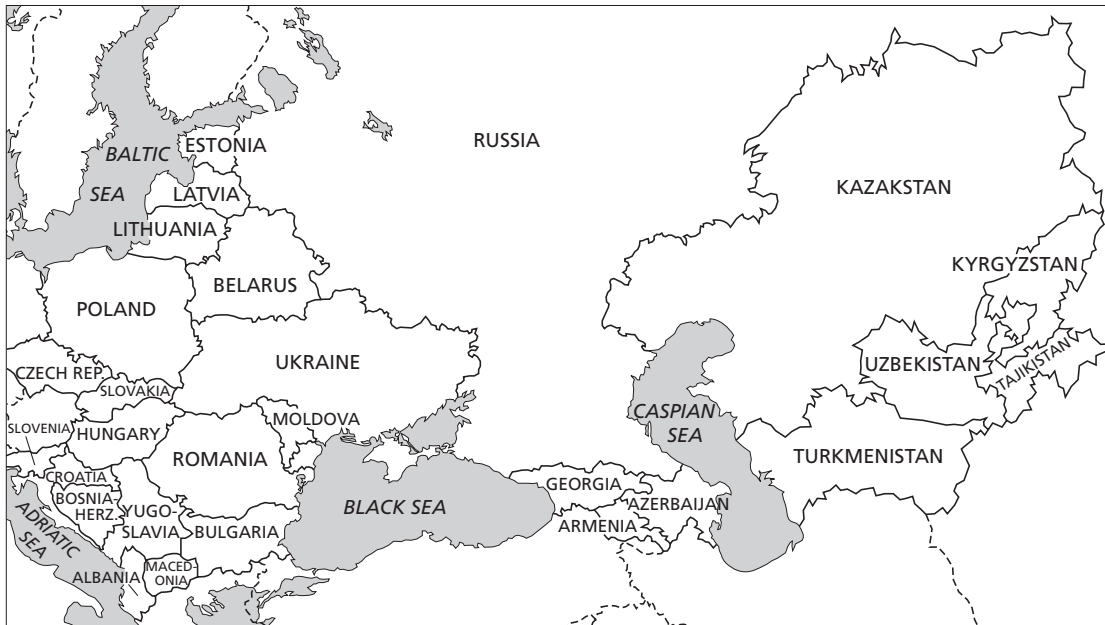 RUSSIA
ESTONIA
BALTIC
SEA
LATVIA
LITHUANIA
KAZAKSTAN
KYRGYZSTAN
BELARUS
POLAND
UKRAINE
UZBEKISTAN
TAJIKISTAN
CZECH REP.
SLOVAKIA
MOLDOVA
CASPIAN
SEA
SLOVENIA
HUNGARY
ROMANIA
TURKMENISTAN
CROATIA
GEORGIA
BOSNIA-
HERZ.
YUGO-
SLAVIA
BLACK SEA
AZERBAIJAN
ADRIATIC
SEA
BULGARIA
ARMENIA
ALBANIA
MACED-
ONIA